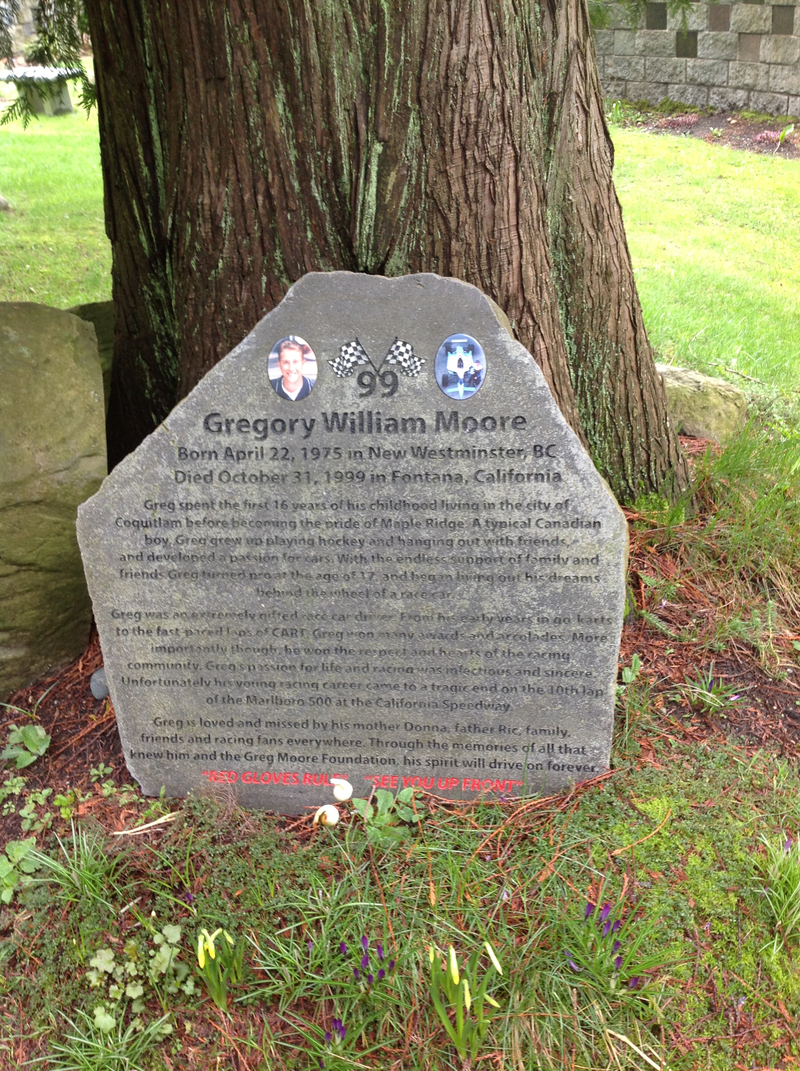 99
Gregory William Moore
Born April 22, 1975 in New Westminster, BC
Died October 31, 1999 in Fontana, California
Greg spent the first 16 years of his childhood living in the city of
Coquitlam before becoming the pride of Maple Ridge. A typical Canadian
boy, Greg grew up playing hockey and hanging out with friends,
and developed a passion for cars. With the endless support of family and
friends Greg turned pro at the age of 17, and began living out his dreams
behind the wheel of a race car.
Greg was an extremely gifted race car driver. From his early years in go-karts
to the fast-paced laps of CART, Greg won many awards and accolades. More
importantly though, he won the respect and hearts of the racing
community. Greg's passion for life and racing was infectious and sincere.
Unfortunately his young racing career came to a tragic end on the 10th lap
of the Marlboro 500 at the California Speedway.
Greg is loved and missed by his mother Donna, father Ric, family,
friends and racing fans everywhere. Through the memories of all that
knew him and the Greg Moore Foundation, his spirit will drive on forever.
"RED GLOVES RULE" "SEE YOU UP FRONT"